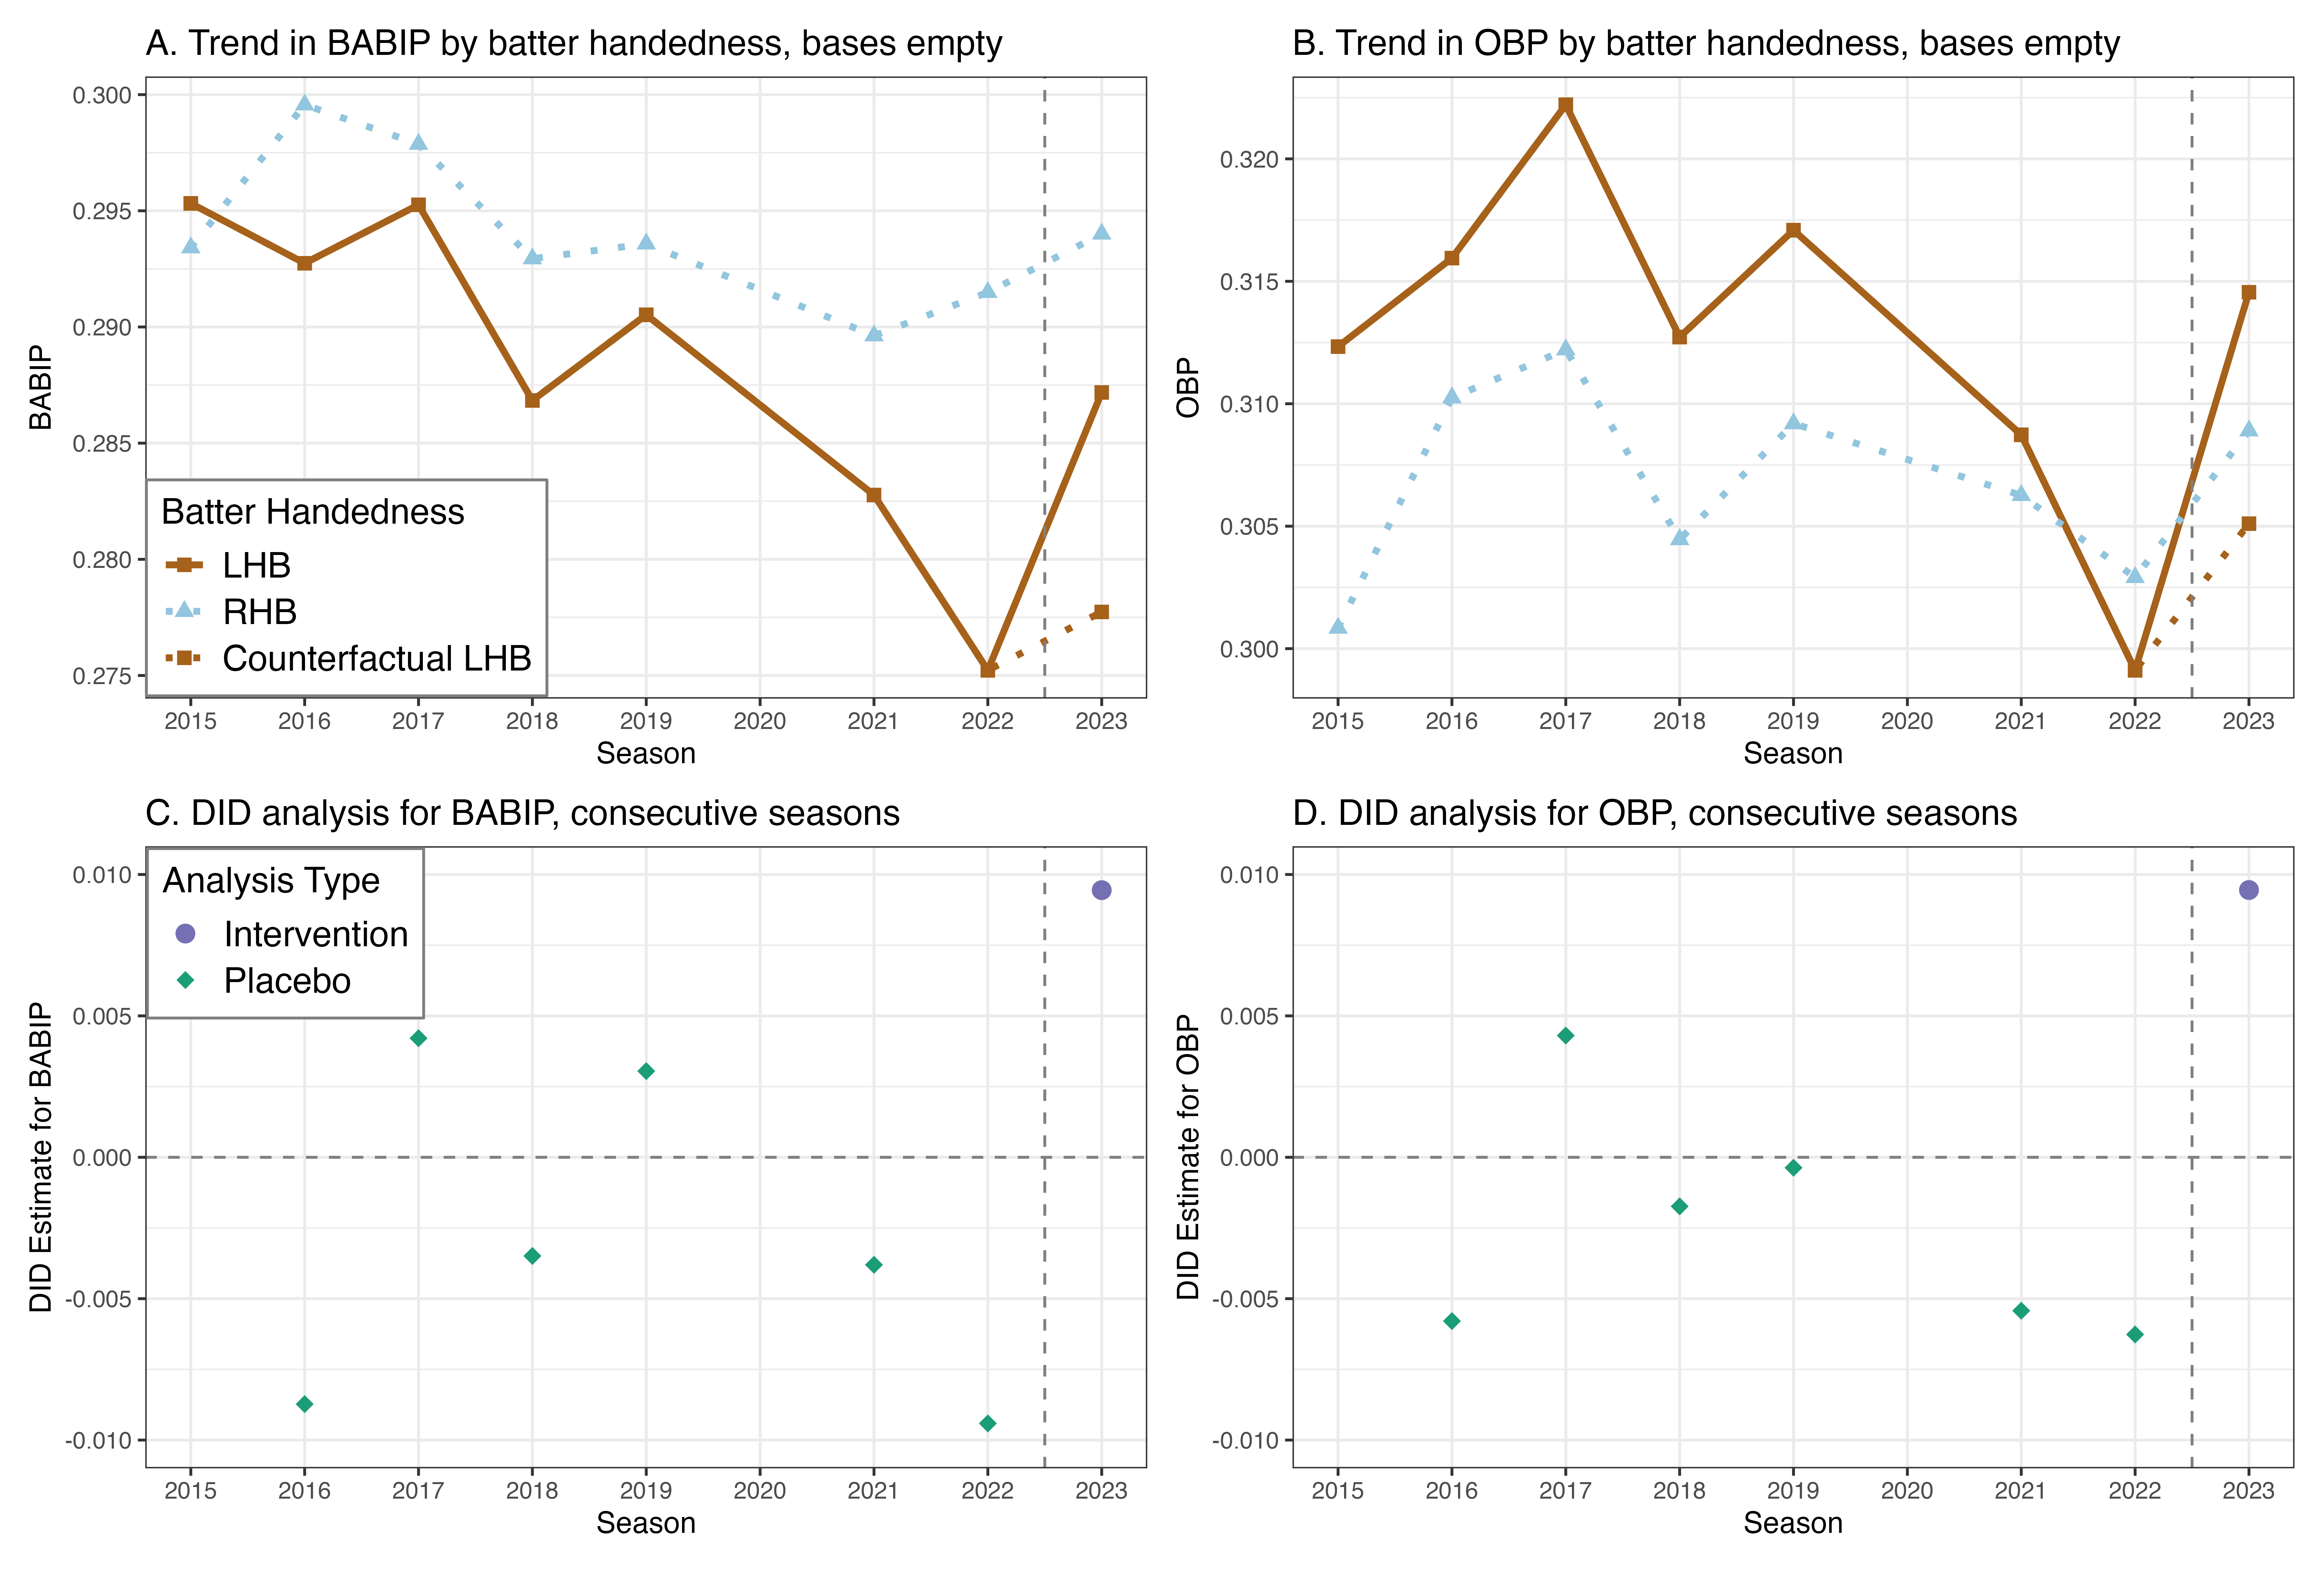 A. Trend in BABIP by batter handedness, bases empty
BABIP
0.300
0.295
0.290
0.285
0.280
0.275
Batter Handedness
LHB
RHB
Counterfactual LHB
2015 2016 2017 2018 2019 2020 2021 2022 2023
Season
B. Trend in OBP by batter handedness, bases empty
OBP
0.320
0.315
0.310
0.305
0.300
2015 2016 2017 2018 2019 2020 2021 2022 2023
Season
C. DID analysis for BABIP, consecutive seasons
DID Estimate for BABIP
0.010
0.005
0.000
-0.005
-0.010
Analysis Type
Intervention
Placebo
2015 2016 2017 2018 2019 2020 2021 2022 2023
Season
D. DID analysis for OBP, consecutive seasons
DID Estimate for OBP
0.010
0.005
0.000
-0.005
-0.010
2015 2016 2017 2018 2019 2020 2021 2022 2023
Season